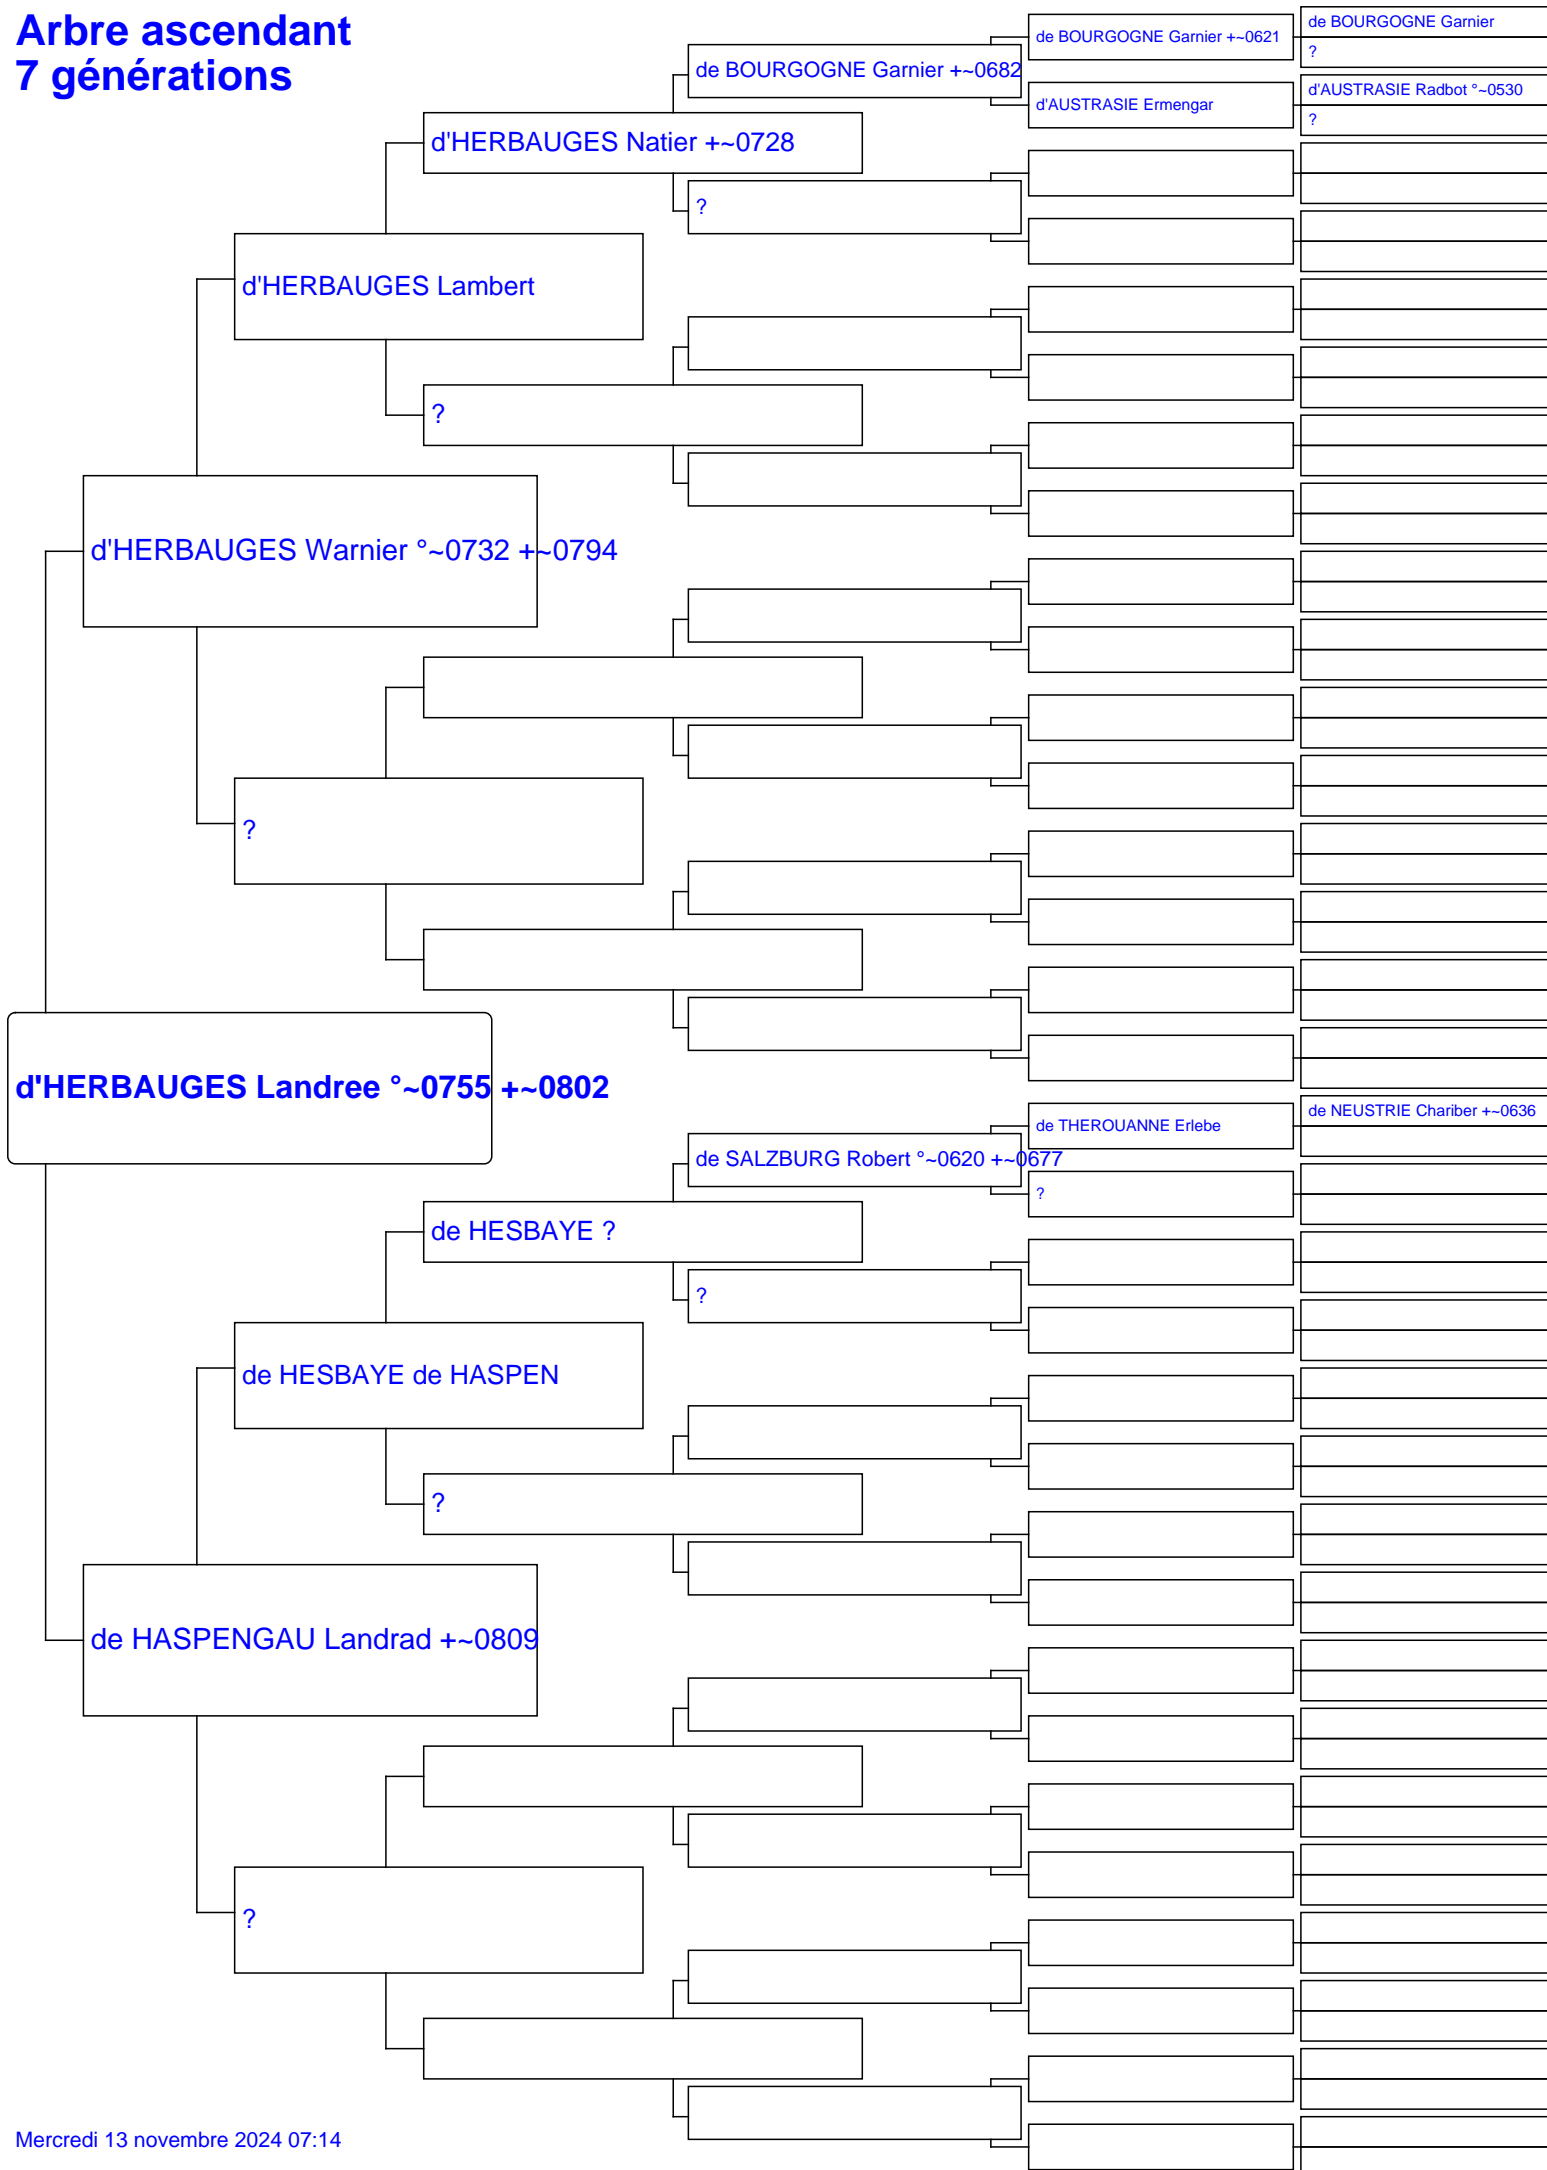 Arbre ascendant
7 générations
de BOURGOGNE Garnier
de BOURGOGNE Garnier +~0621
?
de BOURGOGNE Garnier +~0682
d'AUSTRASIE Radbot °~0530
d'AUSTRASIE Ermengar
?
d'HERBAUGES Natier +~0728
?
d'HERBAUGES Lambert
?
d'HERBAUGES Warnier °~0732 +~0794
?
d'HERBAUGES Landree °~0755 +~0802
de NEUSTRIE Chariber +~0636
de THEROUANNE Erlebe
de SALZBURG Robert °~0620 +~0677
?
de HESBAYE ?
?
de HESBAYE de HASPEN
?
de HASPENGAU Landrad +~0809
?
Mercredi 13 novembre 2024 07:14